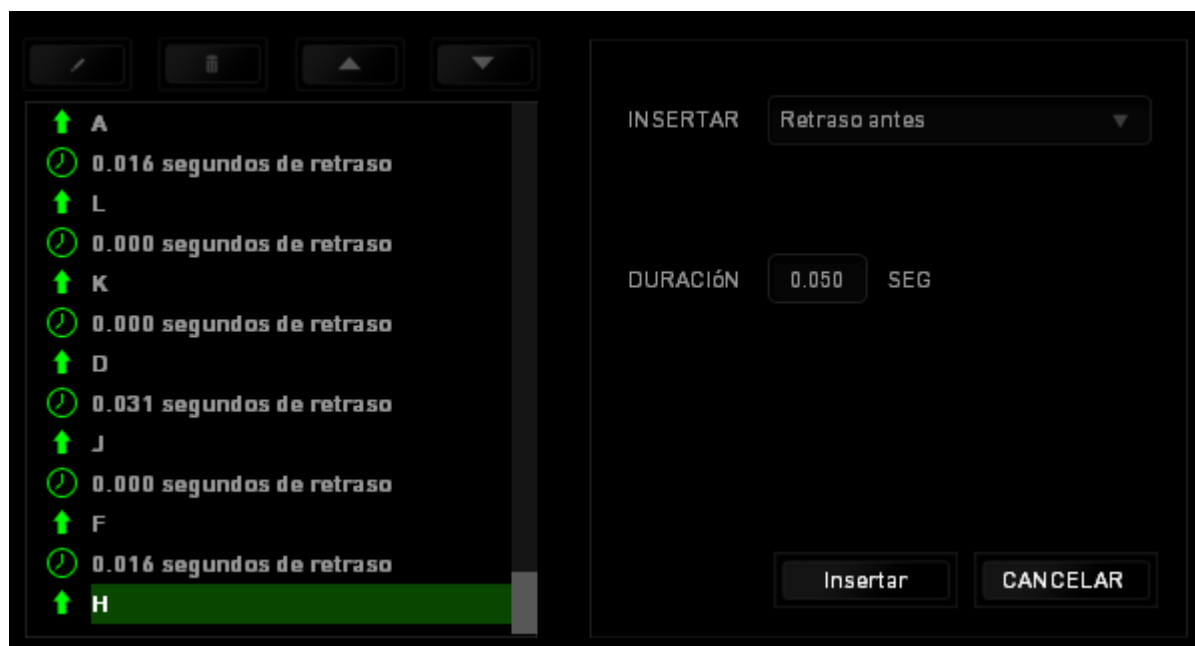 A
0.016 segundos de retraso
L
0.000 segundos de retraso
K
0.000 segundos de retraso
D
0.031 segundos de retraso
J
0.000 segundos de retraso
F
0.016 segundos de retraso
H
INSERTAR Retraso antes
DURACIóN 0.050 SEG
Insertar CANCELAR